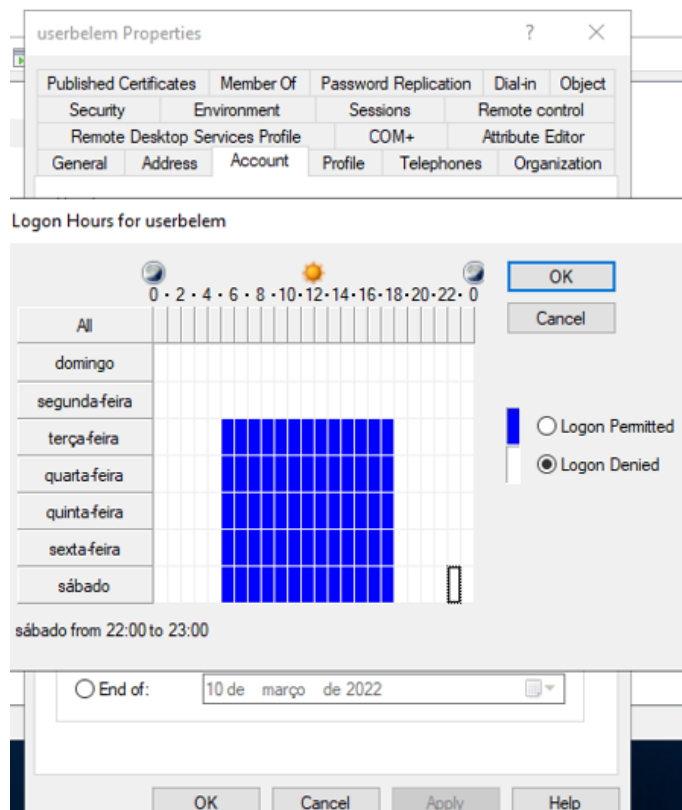 userbelem Properties ? ×
Published Certificates Member Of Password Replication Dial-in Object
Security Environment Sessions Remote control
Remote Desktop Services Profile COM+ Attribute Editor
General Address Account Profile Telephones Organization
Logon Hours for userbelem
0 · 2 · 4 · 6 · 8 · 10 · 12 · 14 · 16 · 18 · 20 · 22 · 0
OK
Cancel
All
domingo
segunda-feira
terça-feira
quarta-feira
quinta-feira
sexta-feira
sábado
Logon Permitted
Logon Denied
sábado from 22:00 to 23:00
End of: 10 de março de 2022
OK Cancel Apply Help